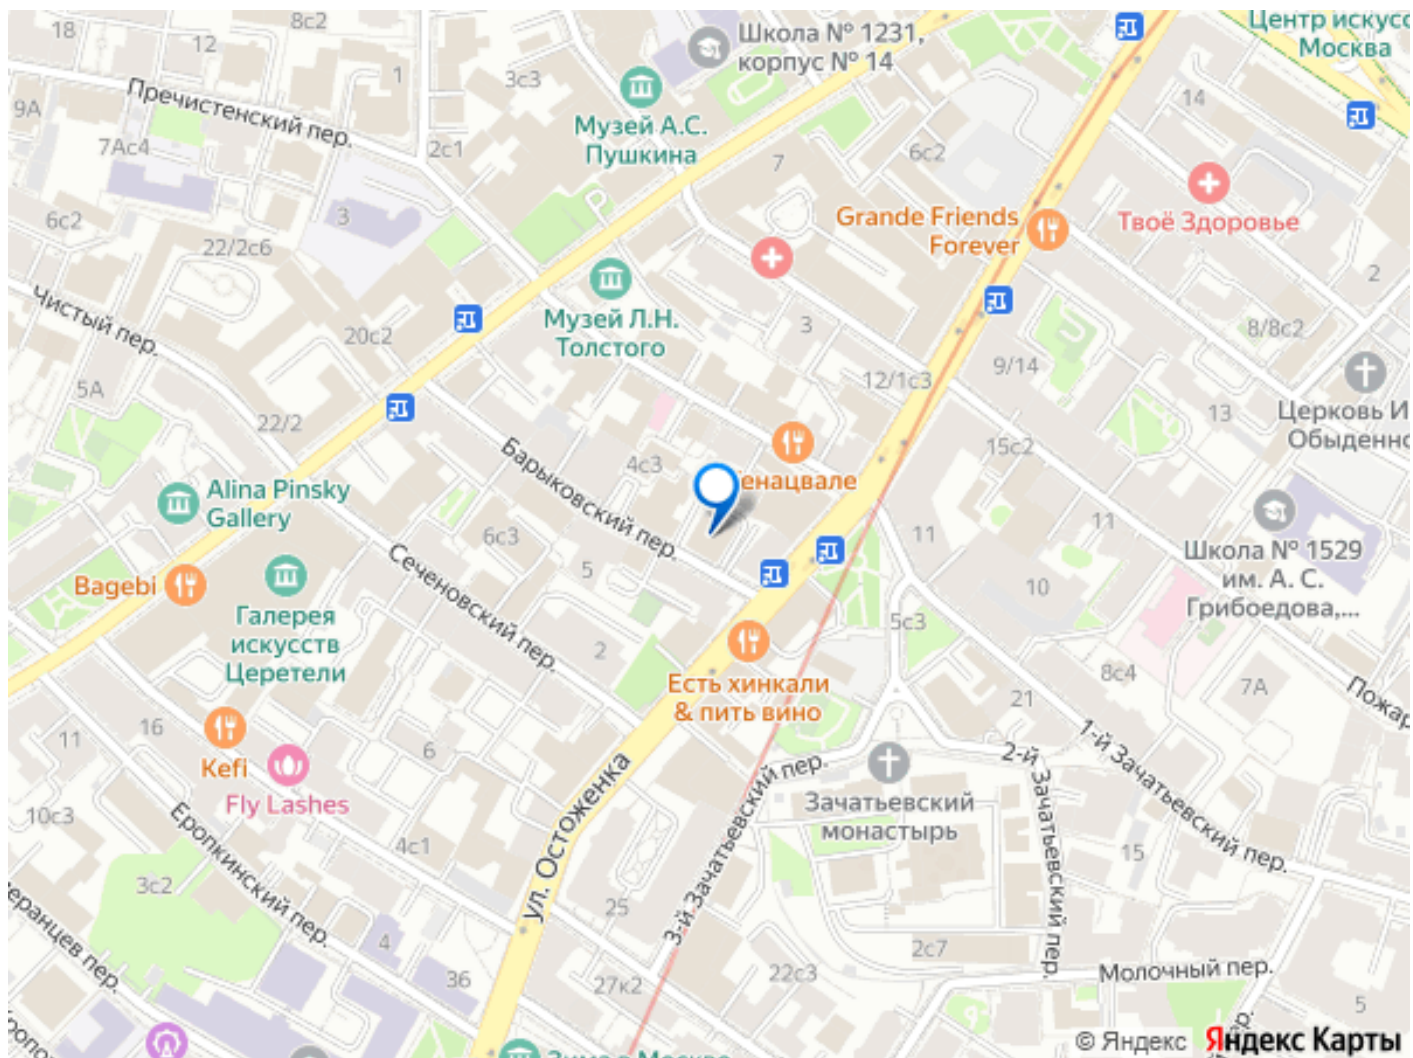 18
8с2
12
1
3с3
Школа № 1231,
корпус № 14
Центр искусс
Москва
9А
Пречистенский пер.
7Ас4
2с1
Музей А.С.
Пушкина
7
6с2
14
Твоё Здоровье
Grande Friends
Forever
6с2
3
22/2с6
P
2
Чистый пер.
20с2
Музей Л.Н.
Толстого
3
8/8с2
12/1с3
9/14
5А
22/2
13
Церковь И
Обыденно
15с2
Барыковский пер.
4с3
енацвале
Alina Pinsky
Gallery
6с3
11
11
Школа № 1529
им. А. С.
Грибоедова,...
Сеченовский пер.
5
10
Bagebi
Галерея
искусств
Церетели
2
5с3
8с4
7А
Есть хинкали
& пить вино
21
Пожар
16
11
6
Kefi
Fly Lashes
ул. Остоженка
3-й Зачатьевский пер.
Зачатьевский
монастырь
2-й Зачатьевский пер.
1-й Зачатьевский пер.
10с3
Еропкинский пер.
4с1
15
3с2
25
4
2с7
еранцев пер.
36
27к2
22с3
Молочный пер.
5
ропо
Зима в Москве
ер.
© Яндекс Яндекс Карты